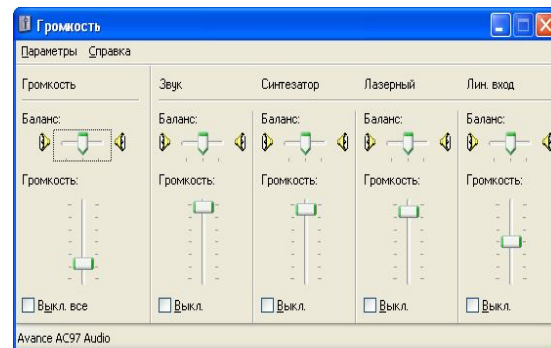 Громкость
Параметры Справка
Громкость Звук Синтезатор Лазерный Лин. вход
Баланс: Баланс: Баланс: Баланс: Баланс:
Громкость: Громкость: Громкость: Громкость: Громкость:
Выкл. все Выкл. Выкл. Выкл. Выкл.
Avance AC97 Audio